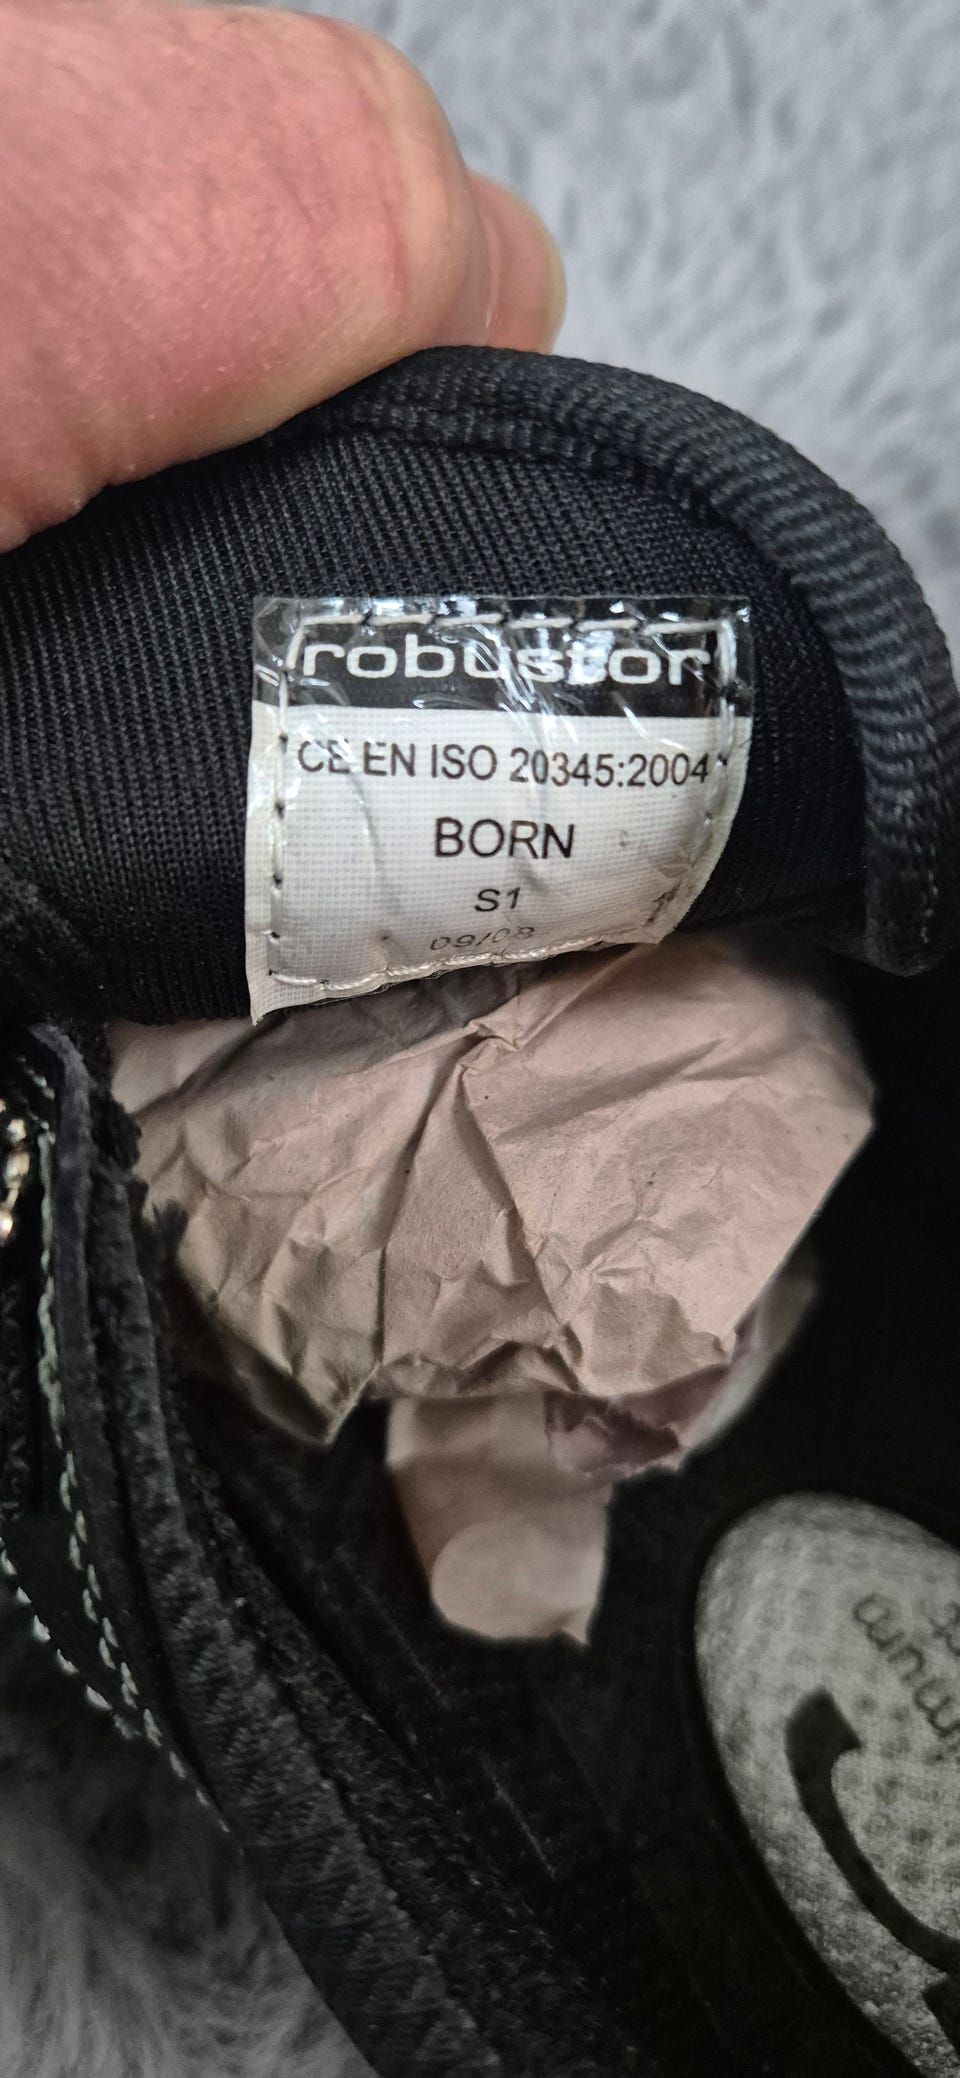 robustor
CE EN ISO 20345:2004
BORN
S1
09/08